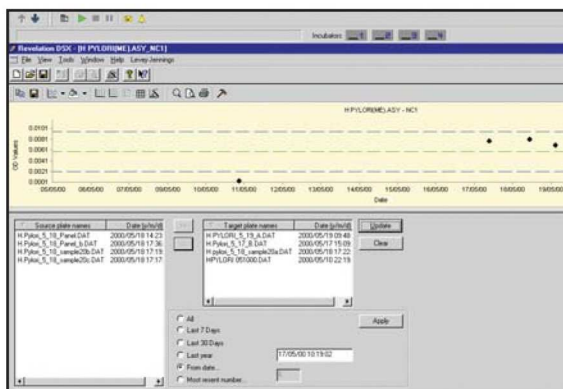 Incubators 1 2 3 4
Revelation DSX - [H PYLORI(ME).ASY_NC1]
File View Tools Window Help Levey-Jennings
H.PYLORI(ME).ASY - NC1
OD Values
0.0101
0.0081
0.0061
0.0041
0.0021
0.0001
05/05/00 06/05/00 07/05/00 08/05/00 09/05/00 10/05/00 11/05/00 12/05/00 13/05/00 14/05/00 15/05/00 16/05/00 17/05/00 18/05/00 19/05/00
Date
Source plate names Date [y/m/d]
H.Pylori_5_18_Panel.DAT 2000/05/18 14:23
H.Pylori_5_18_Panel_b.DAT 2000/05/18 17:36
H.Pylori_5_18_sample20b.DAT 2000/05/18 17:19
H.Pylori_5_18_sample20c.DAT 2000/05/18 17:17
Target plate names Date [y/m/d]
H.PYLORI_5_19_A.DAT 2000/05/19 09:48
H.Pylori_5_17_B.DAT 2000/05/17 15:09
H.pylori_5_18_sample20a.DAT 2000/05/18 17:22
HPYLORI 051000.DAT 2000/05/10 22:19
Update
Clear
All
Last 7 Days
Last 30 Days
Last year
From date...
Most recent number...
17/05/00 10:19:02
Apply